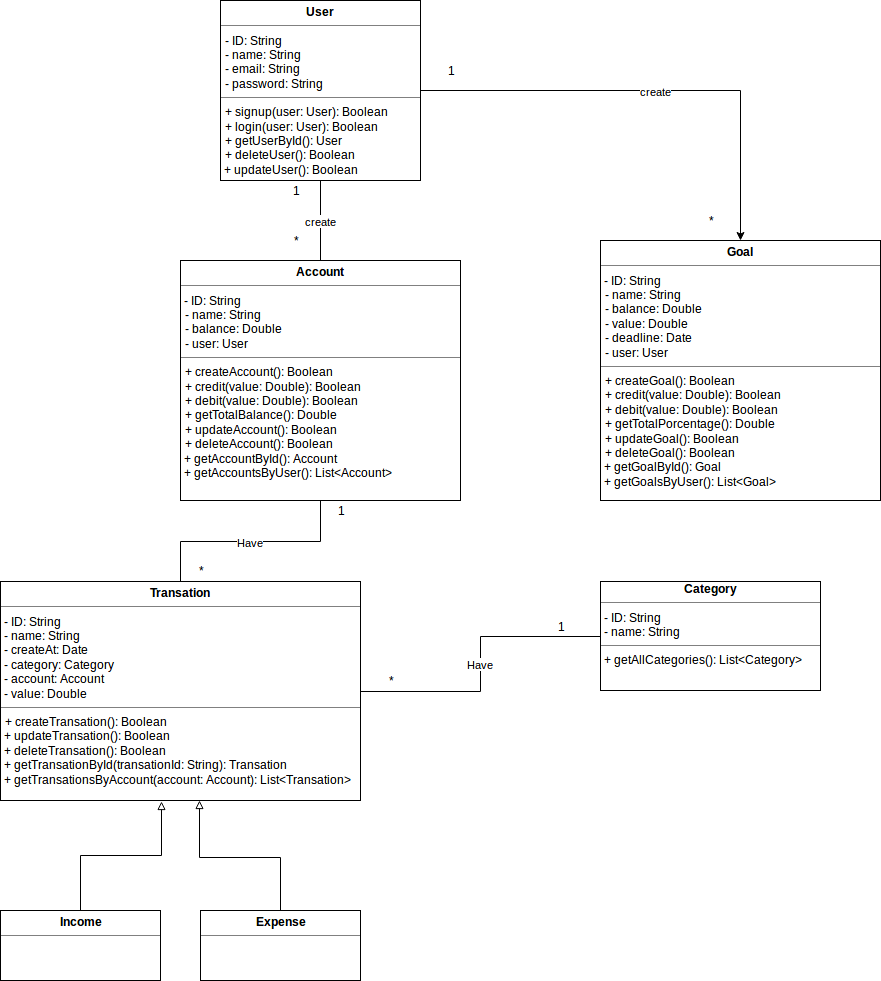 User
- ID: String
- name: String
- email: String
- password: String
+ signup(user: User): Boolean
+ login(user: User): Boolean
+ getUserById(): User
+ deleteUser(): Boolean
+ updateUser(): Boolean
1
create
*
1
create
*
Account
- ID: String
- name: String
- balance: Double
- user: User
+ createAccount(): Boolean
+ credit(value: Double): Boolean
+ debit(value: Double): Boolean
+ getTotalBalance(): Double
+ updateAccount(): Boolean
+ deleteAccount(): Boolean
+ getAccountById(): Account
+ getAccountsByUser(): List<Account>
Goal
- ID: String
- name: String
- balance: Double
- value: Double
- deadline: Date
- user: User
+ createGoal(): Boolean
+ credit(value: Double): Boolean
+ debit(value: Double): Boolean
+ getTotalPorcentage(): Double
+ updateGoal(): Boolean
+ deleteGoal(): Boolean
+ getGoalById(): Goal
+ getGoalsByUser(): List<Goal>
1
Have
*
Transation
- ID: String
- name: String
- createAt: Date
- category: Category
- account: Account
- value: Double
+ createTransation(): Boolean
+ updateTransation(): Boolean
+ deleteTransation(): Boolean
+ getTransationById(transationId: String): Transation
+ getTransationsByAccount(account: Account): List<Transation>
1
Have
*
Category
- ID: String
- name: String
+ getAllCategories(): List<Category>
Income
Expense